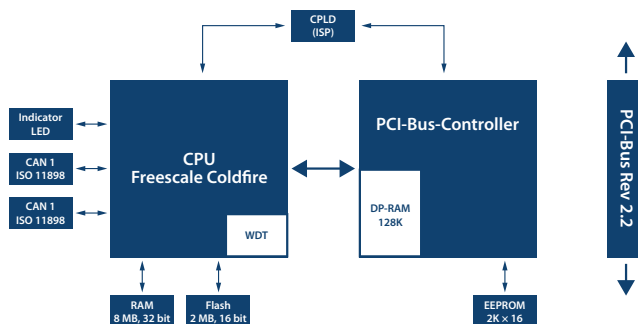 CPLD
(ISP)
Indicator
LED
CAN 1
ISO 11898
CAN 1
ISO 11898
CPU
Freescale Coldfire
WDT
PCI-Bus-Controller
DP-RAM
128K
PCI-Bus Rev 2.2
RAM
8 MB, 32 bit
Flash
2 MB, 16 bit
EEPROM
2K × 16